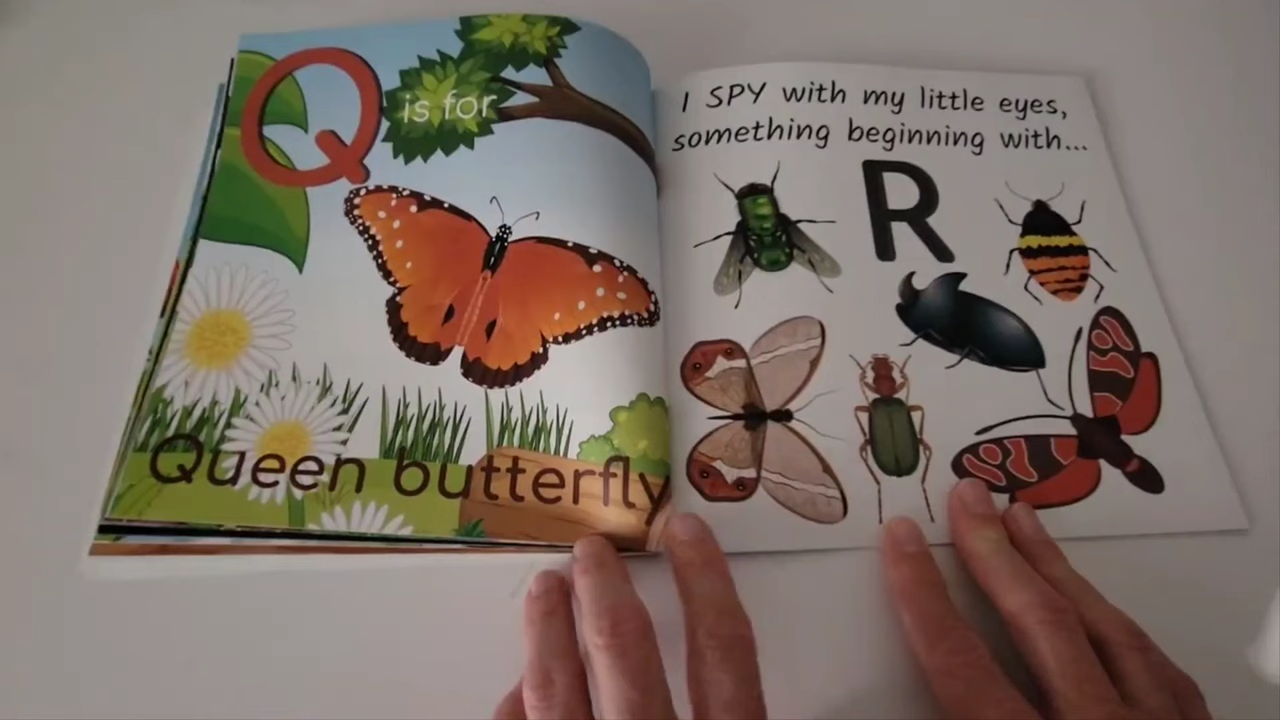 Q is for
Queen butterfly
I SPY with my little eyes,
something beginning with...
R